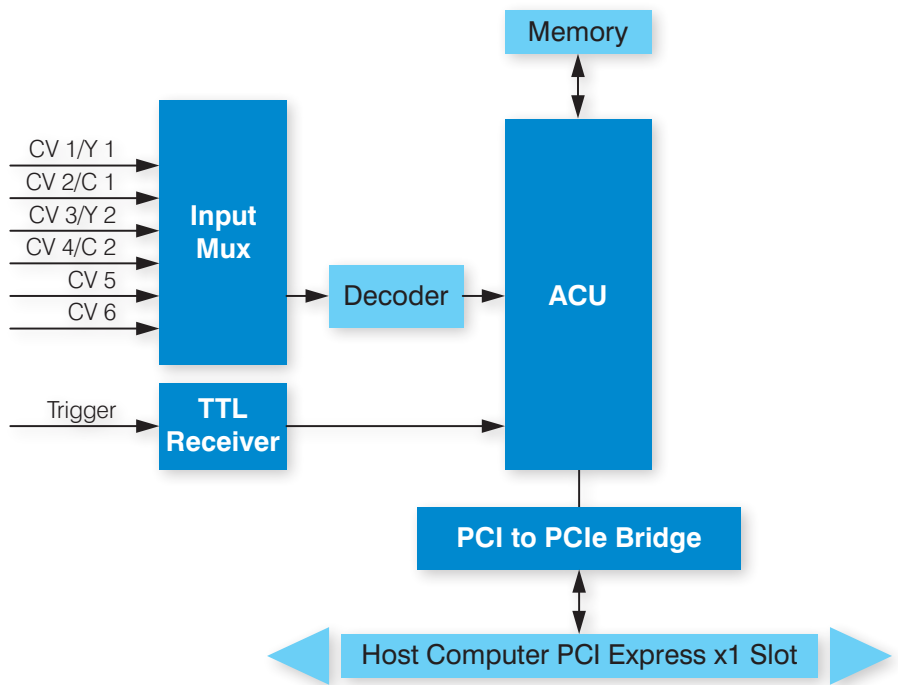 Memory
CV 1/Y 1
CV 2/C 1
CV 3/Y 2
CV 4/C 2
CV 5
CV 6
Input
Mux
Decoder
ACU
Trigger
TTL
Receiver
PCI to PCIe Bridge
Host Computer PCI Express x1 Slot